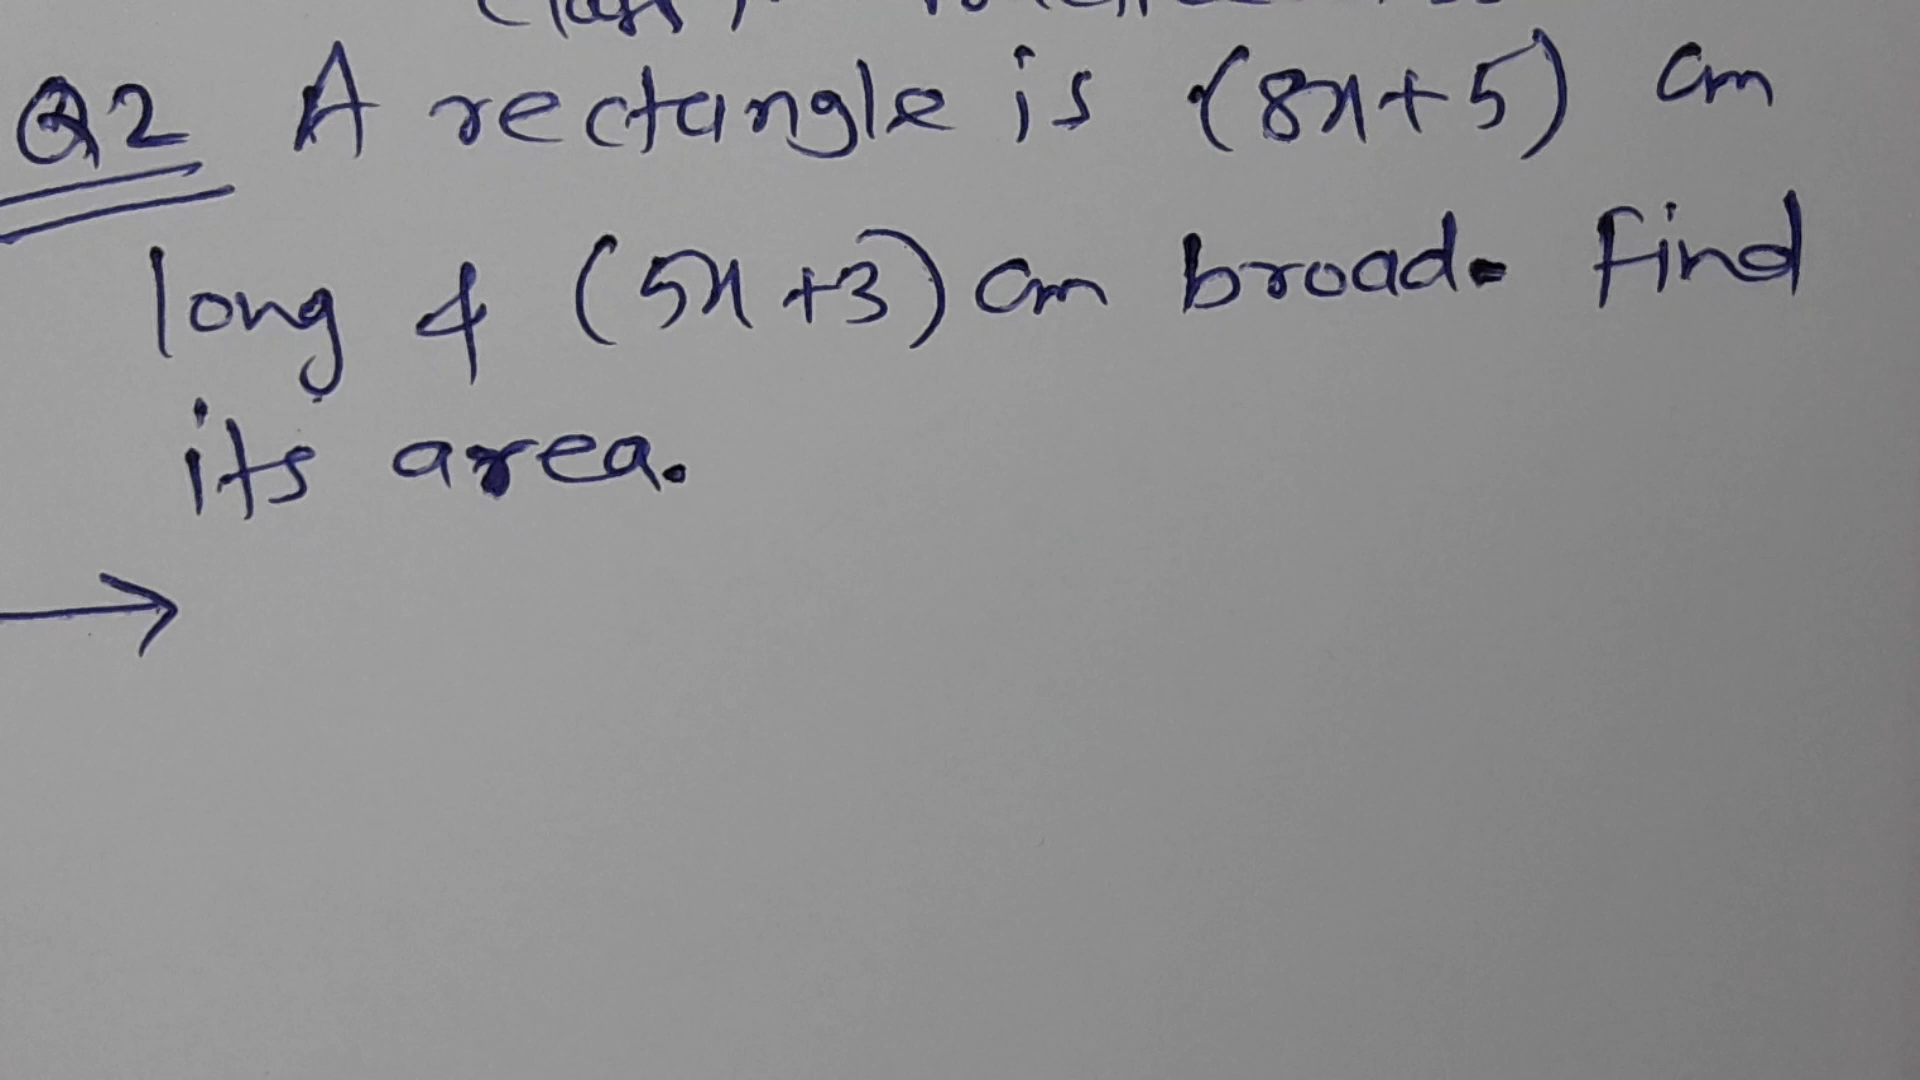 Q2 A rectangle is (8x+5) cm
long & (5x+3) cm broad. Find
its area.